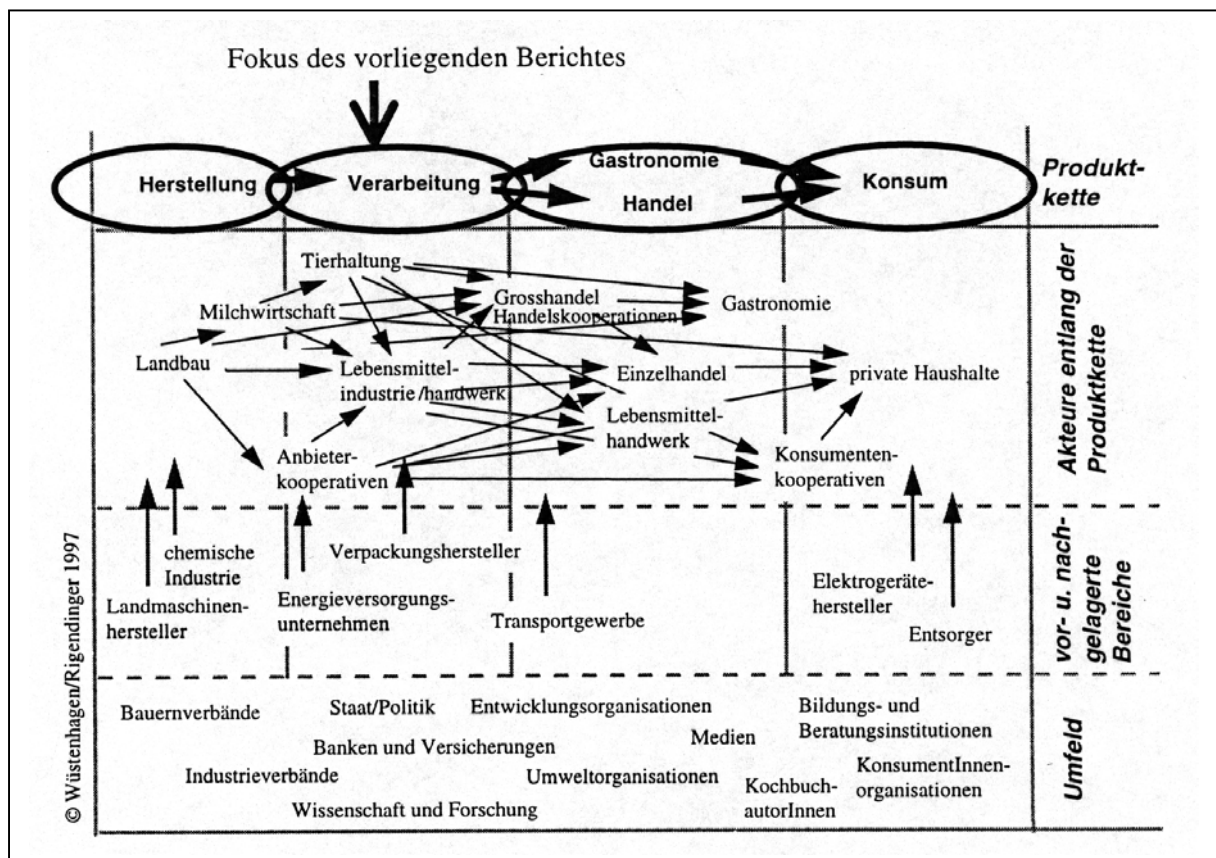 Fokus des vorliegenden Berichtes
Herstellung
Verarbeitung
Gastronomie
Handel
Konsum
Produkt-
kette
Tierhaltung
Milchwirtschaft
Grosshandel
Handelskooperationen
Gastronomie
Landbau
Lebensmittel-
industrie/handwerk
Einzelhandel
private Haushalte
Lebensmittel-
handwerk
Anbieter-
kooperativen
Konsumenten-
kooperativen
Akteure entlang der
Produktkette
chemische
Industrie
Landmaschinen-
hersteller
Verpackungshersteller
Energieversorgungs-
unternehmen
Transportgewerbe
Elektrogeräte-
hersteller
Entsorger
vor- u. nach-
gelagerte
Bereiche
Bauernverbände
Staat/Politik
Entwicklungsorganisationen
Bildungs- und
Beratungsinstitutionen
Banken und Versicherungen
Medien
Industrieverbände
Umweltorganisationen
KonsumentInnen-
organisationen
Kochbuch-
autorInnen
Wissenschaft und Forschung
Umfeld
© Wüstenhagen/Rigendinger 1997